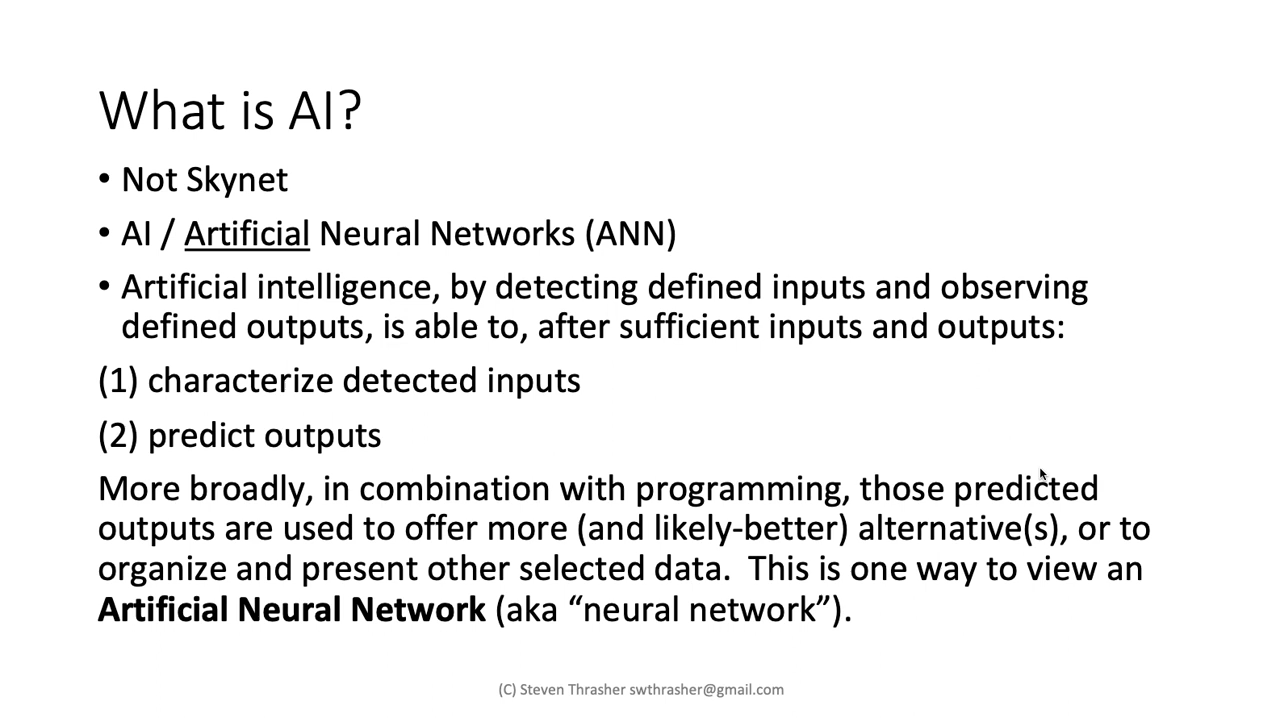 What is AI?
• Not Skynet
• AI / Artificial Neural Networks (ANN)
• Artificial intelligence, by detecting defined inputs and observing
defined outputs, is able to, after sufficient inputs and outputs:
(1) characterize detected inputs
(2) predict outputs
More broadly, in combination with programming, those predicted
outputs are used to offer more (and likely-better) alternative(s), or to
organize and present other selected data.  This is one way to view an
Artificial Neural Network (aka “neural network”).
(C) Steven Thrasher swthrasher@gmail.com